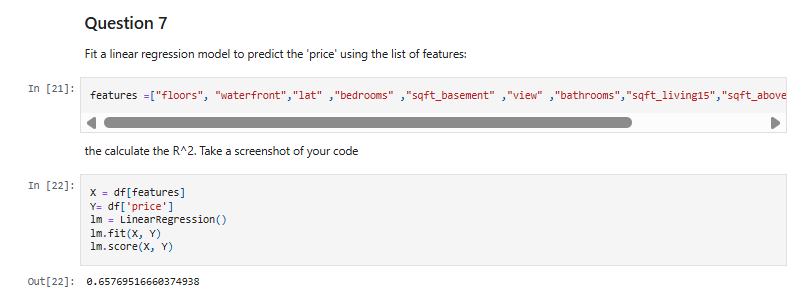 Question 7
Fit a linear regression model to predict the 'price' using the list of features:
In [21]: features =["floors", "waterfront","lat" ,"bedrooms" ,"sqft_basement" ,"view" ,"bathrooms","sqft_living15","sqft_above
the calculate the R^2. Take a screenshot of your code
In [22]: X = df[features]
Y= df['price']
lm = LinearRegression()
lm.fit(X, Y)
lm.score(X, Y)
Out[22]: 0.65769516660374938